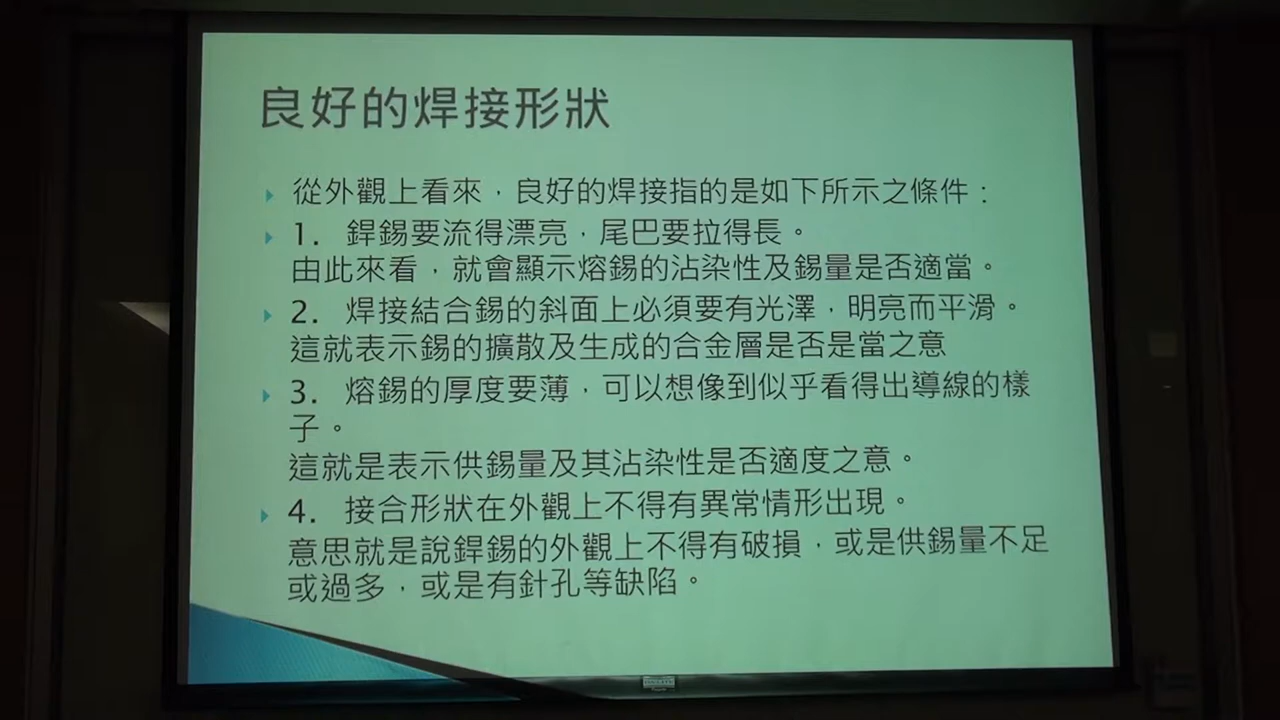 良好的焊接形狀
從外觀上看來，良好的焊接指的是如下所示之條件：
1. 銲錫要流得漂亮，尾巴要拉得長。
由此來看，就會顯示熔錫的沾染性及錫量是否適當。
2. 焊接結合錫的斜面上必須要有光澤，明亮而平滑。
這就表示錫的擴散及生成的合金層是否是當之意
3. 熔錫的厚度要薄，可以想像到似乎看得出導線的樣
子。
這就是表示供錫量及其沾染性是否適度之意。
4. 接合形狀在外觀上不得有異常情形出現。
意思就是說銲錫的外觀上不得有破損，或是供錫量不足
或過多，或是有針孔等缺陷。